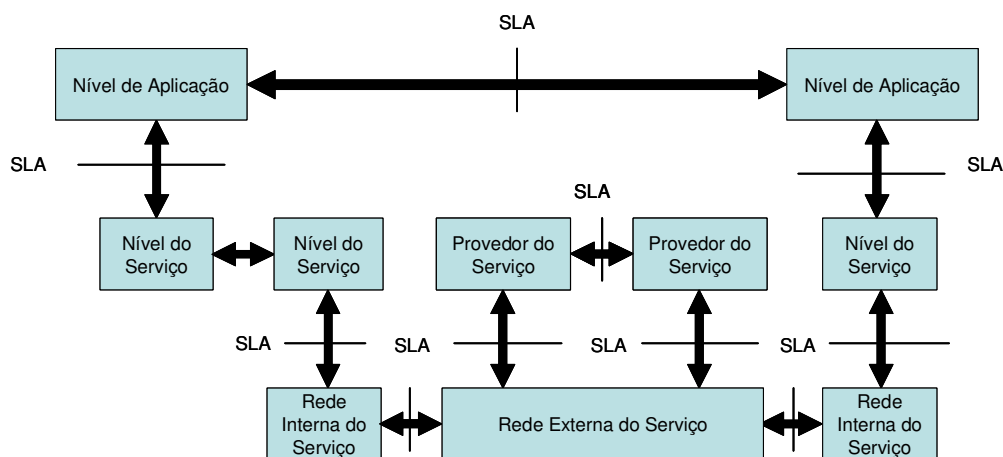 SLA
Nível de Aplicação
Nível de Aplicação
SLA
SLA
SLA
Nível do
Serviço
Nível do
Serviço
Provedor do
Serviço
Provedor do
Serviço
Nível do
Serviço
SLA
SLA
SLA
SLA
Rede
Interna do
Serviço
Rede Externa do Serviço
Rede
Interna do
Serviço